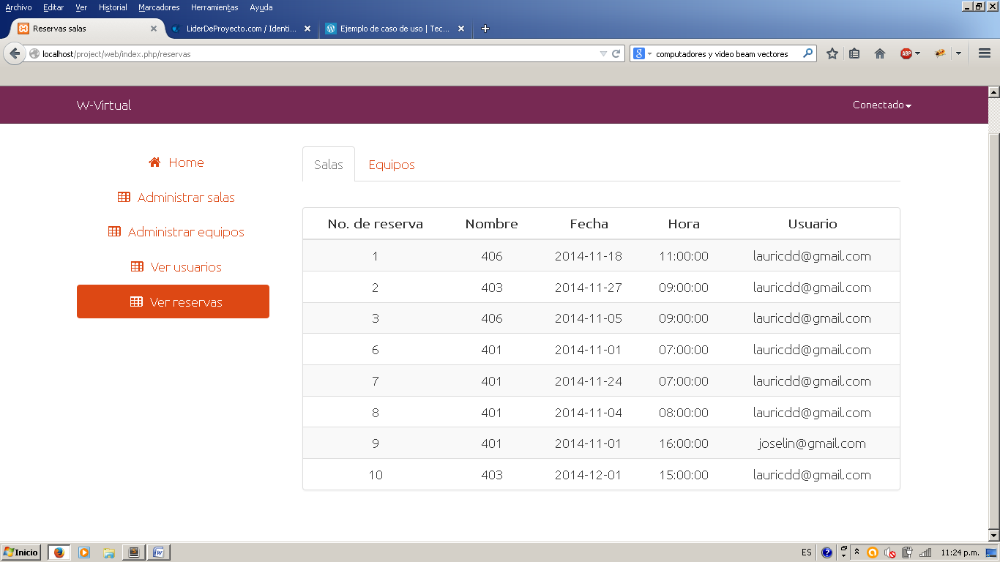 Archivo Editar Ver Historial Marcadores Herramientas Ayuda
Reservas salas
LiderDeProyecto.com / Identi...
Ejemplo de caso de uso | Tec...
localhost/project/web/index.php/reservas
computadores y video beam vectores
ABP
W-Virtual
Conectado
Home
Administrar salas
Administrar equipos
Ver usuarios
Ver reservas
Salas Equipos
No. de reserva Nombre Fecha Hora Usuario
1 406 2014-11-18 11:00:00 lauricdd@gmail.com
2 403 2014-11-27 09:00:00 lauricdd@gmail.com
3 406 2014-11-05 09:00:00 lauricdd@gmail.com
6 401 2014-11-01 07:00:00 lauricdd@gmail.com
7 401 2014-11-24 07:00:00 lauricdd@gmail.com
8 401 2014-11-04 08:00:00 lauricdd@gmail.com
9 401 2014-11-01 16:00:00 joselin@gmail.com
10 403 2014-12-01 15:00:00 lauricdd@gmail.com
Inicio
ES
11:24 p.m.